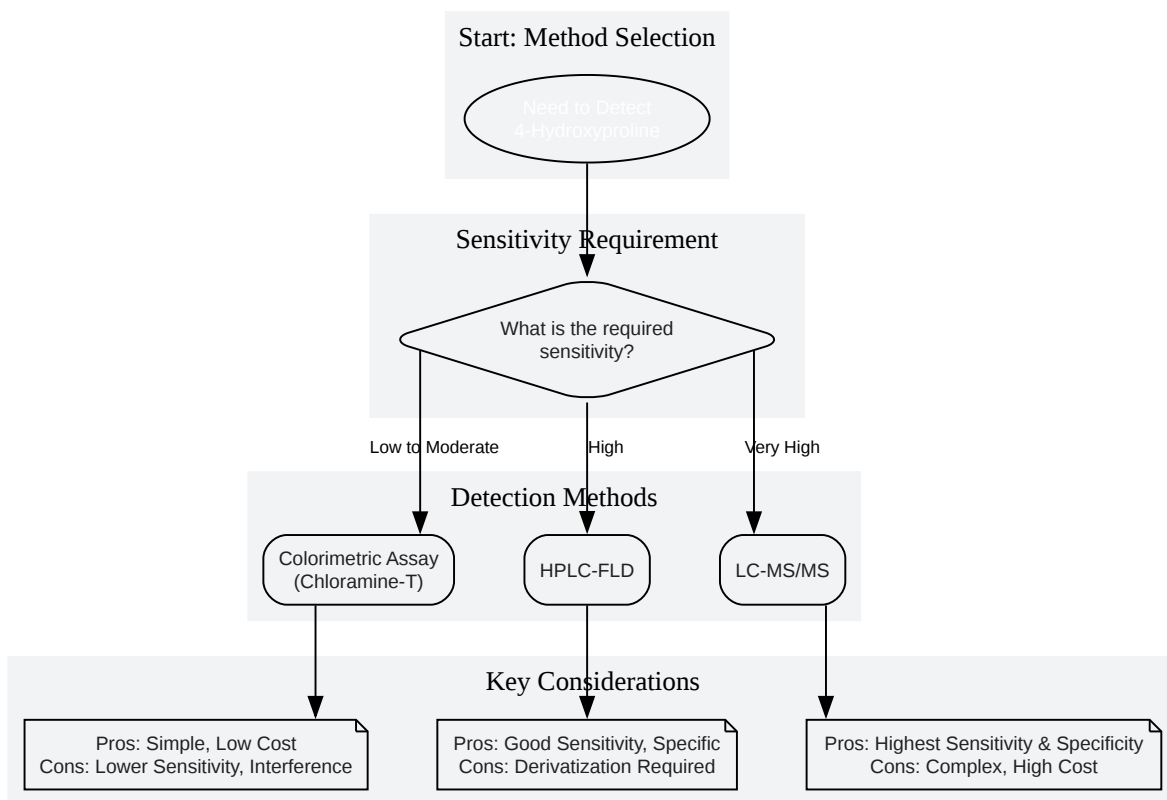 Start: Method Selection
Need to Detect
4-Hydroxyproline
Sensitivity Requirement
What is the required
sensitivity?
Low to Moderate
High
Very High
Detection Methods
Colorimetric Assay
(Chloramine-T)
HPLC-FLD
LC-MS/MS
Key Considerations
Pros: Simple, Low Cost
Cons: Lower Sensitivity, Interference
Pros: Good Sensitivity, Specific
Cons: Derivatization Required
Pros: Highest Sensitivity & Specificity
Cons: Complex, High Cost